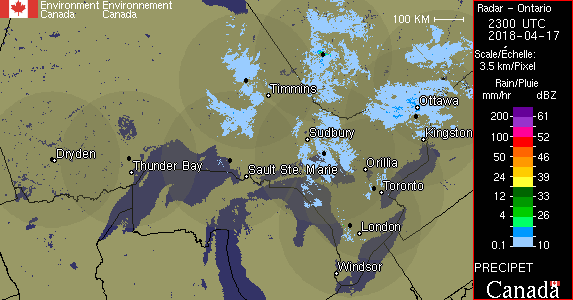 Environment Environnement
Canada Canada
100 KM
Timmins
Ottawa
Sudbury
Kingston
Dryden
Thunder Bay
Sault Ste. Marie
Orillia
Toronto
London
Windsor
Radar - Ontario
2300 UTC
2018-04-17
Scale/Échelle:
3.5 km/Pixel
Rain/Pluie
mm/hr dBZ
200 61
100 52
50 46
24 39
12 33
4 26
0.1 10
PRECIPET
Canada